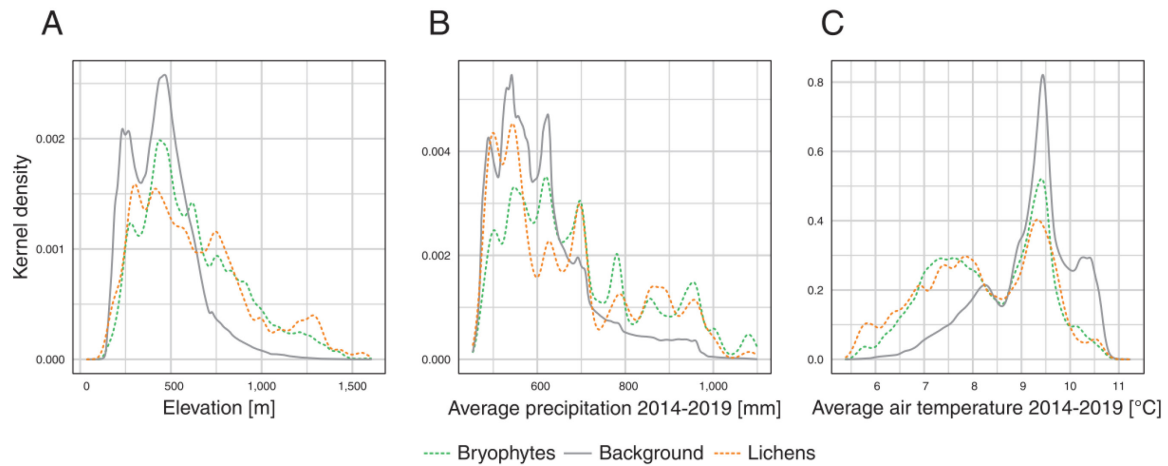 A
B
C
Kernel density
0.002
0.001
0.000
0
500
1,000
1,500
Elevation [m]
0.004
0.002
0.000
600
800
1,000
Average precipitation 2014-2019 [mm]
0.8
0.6
0.4
0.2
0.0
6
7
8
9
10
11
Average air temperature 2014-2019 [°C]
Bryophytes
Background
Lichens